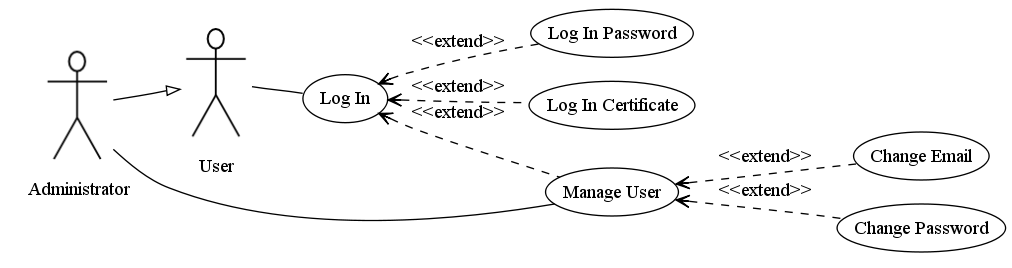 Administrator
User
Log In
<<extend>>
<<extend>>
<<extend>>
Log In Password
Log In Certificate
Manage User
<<extend>>
<<extend>>
Change Email
Change Password